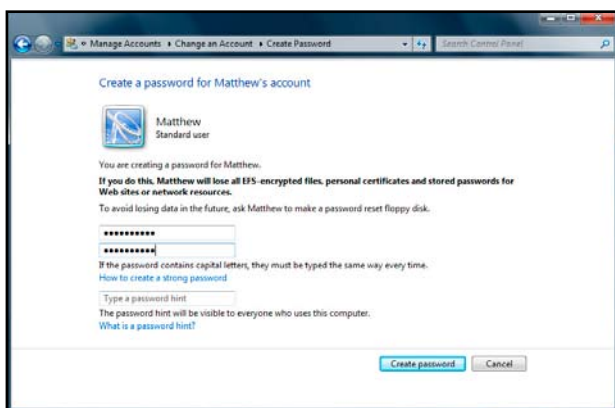 Manage Accounts Change an Account Create Password
Search Control Panel
Create a password for Matthew's account
Matthew
Standard user
You are creating a password for Matthew.
If you do this, Matthew will lose all EFS-encrypted files, personal certificates and stored passwords for
Web sites or network resources.
To avoid losing data in the future, ask Matthew to make a password reset floppy disk.
If the password contains capital letters, they must be typed the same way every time.
How to create a strong password
Type a password hint
The password hint will be visible to everyone who uses this computer.
What is a password hint?
Create password Cancel